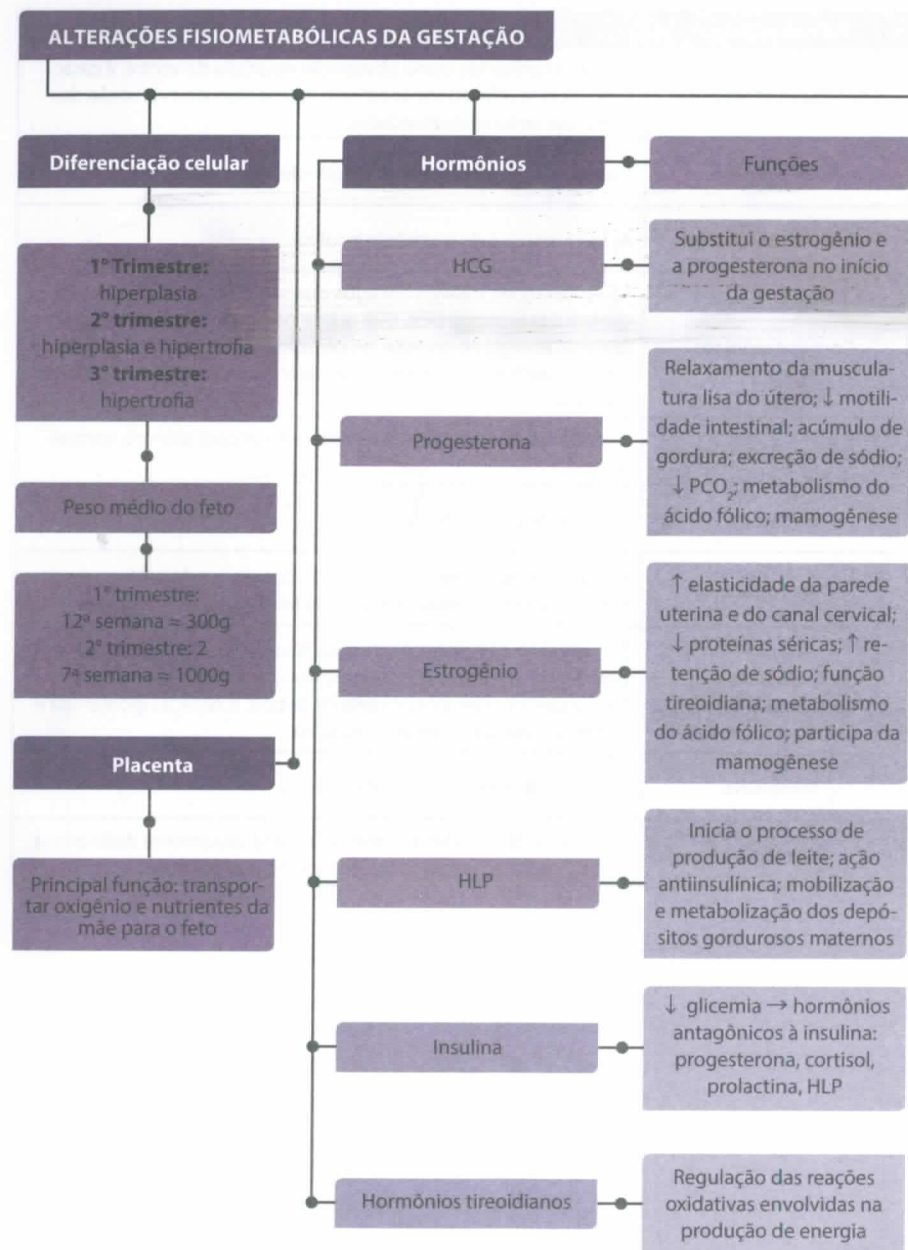 ALTERAÇÕES FISIOMETABÓLICAS DA GESTAÇÃO
Diferenciação celular
1° Trimestre:
hiperplasia
2° trimestre:
hiperplasia e hipertrofia
3° trimestre:
hipertrofia
Peso médio do feto
1° trimestre:
12ª semana ≈ 300g
2° trimestre: 2
7ª semana ≈ 1000g
Placenta
Principal função: transpor-
tar oxigênio e nutrientes da
mãe para o feto
Hormônios
Funções
HCG
Substitui o estrogênio e
a progesterona no início
da gestação
Progesterona
Relaxamento da muscula-
tura lisa do útero; ↓ motili-
dade intestinal; acúmulo de
gordura; excreção de sódio;
↓ PCO₂; metabolismo do
ácido fólico; mamogênese
Estrogênio
↑ elasticidade da parede
uterina e do canal cervical;
↓ proteínas séricas; ↑ re-
tenção de sódio; função
tireoidiana; metabolismo
do ácido fólico; participa da
mamogênese
HLP
Inicia o processo de
produção de leite; ação
antiinsulínica; mobilização
e metabolização dos depó-
sitos gordurosos maternos
Insulina
↓ glicemia → hormônios
antagônicos à insulina:
progesterona, cortisol,
prolactina, HLP
Hormônios tireoidianos
Regulação das reações
oxidativas envolvidas na
produção de energia